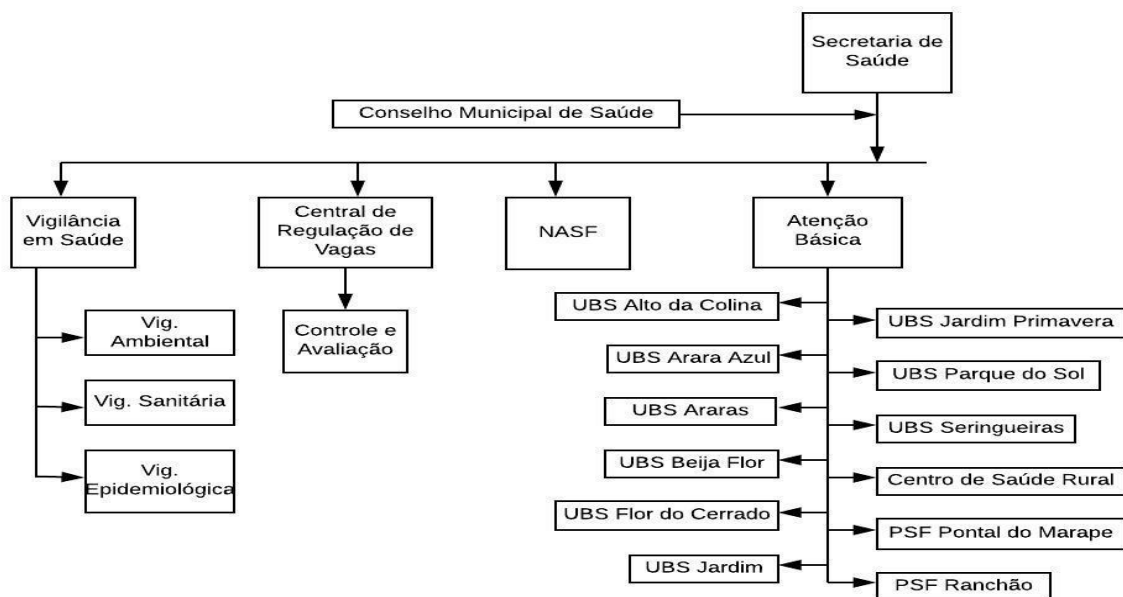 Secretaria de
Saúde
Conselho Municipal de Saúde
Vigilância
em Saúde
Central de
Regulação de
Vagas
NASF
Atenção
Básica
Vig.
Ambiental
Vig. Sanitária
Vig.
Epidemiológica
Controle e
Avaliação
UBS Alto da Colina
UBS Arara Azul
UBS Araras
UBS Beija Flor
UBS Flor do Cerrado
UBS Jardim
UBS Jardim Primavera
UBS Parque do Sol
UBS Seringueiras
Centro de Saúde Rural
PSF Pontal do Marape
PSF Ranchão